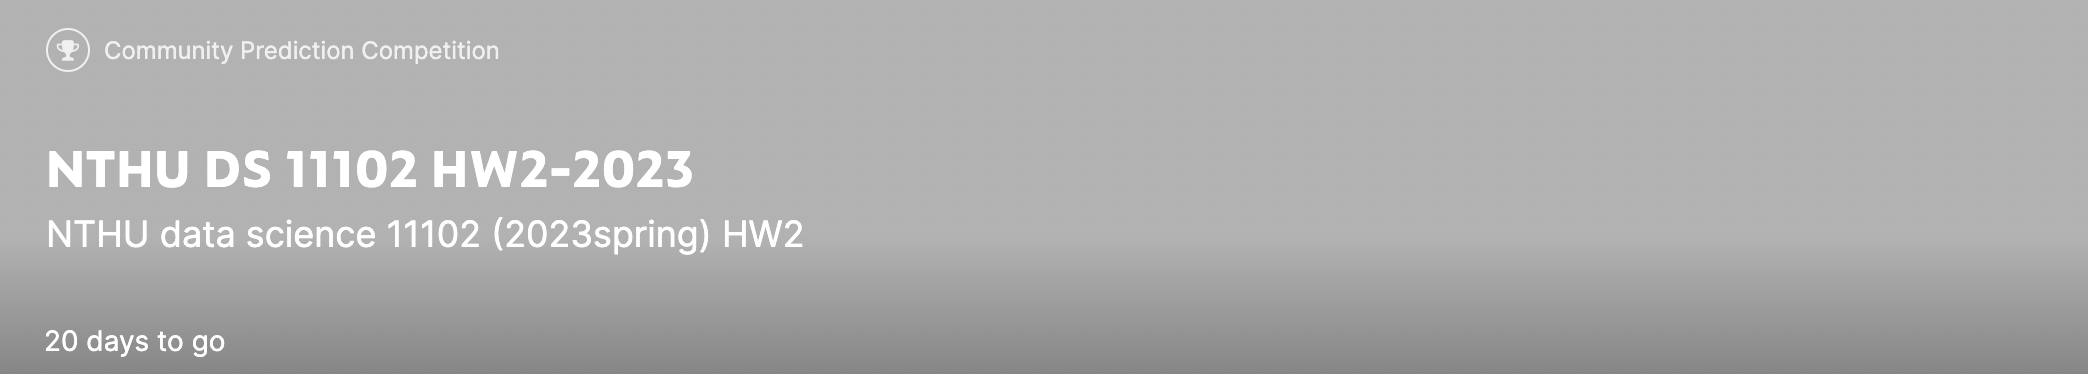 Community Prediction Competition
NTHU DS 11102 HW2-2023
NTHU data science 11102 (2023spring) HW2
20 days to go